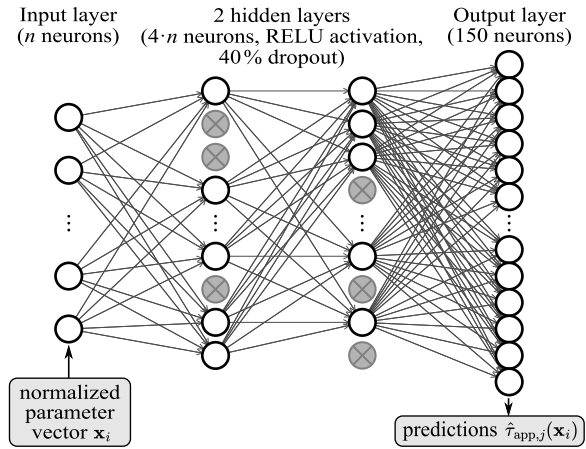 Input layer
(n neurons)
2 hidden layers
(4·n neurons, RELU activation,
40% dropout)
Output layer
(150 neurons)
normalized
parameter
vector xᵢ
predictions τ̂app,j(xᵢ)